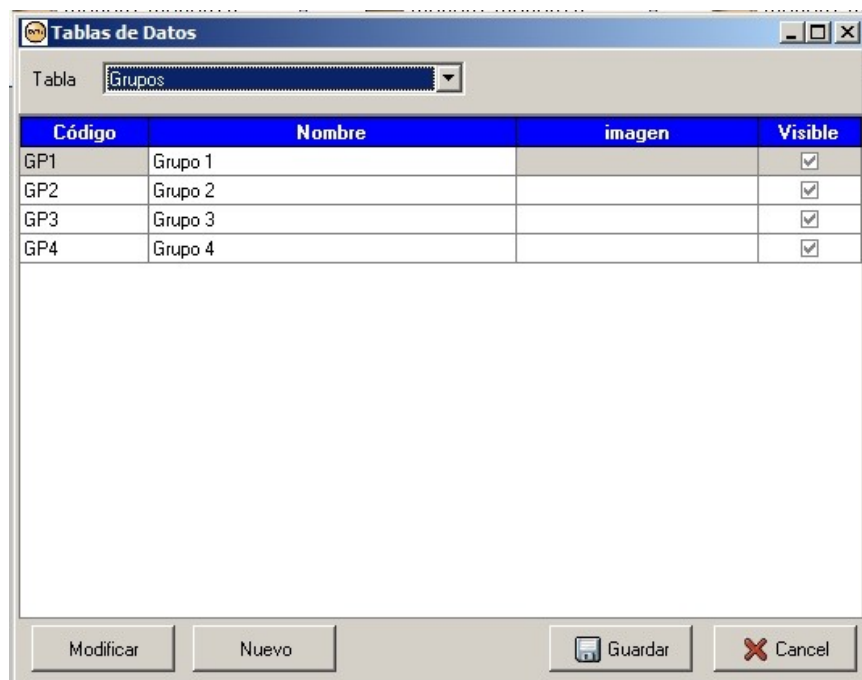 Tablas de Datos
Tabla Grupos
Código Nombre imagen Visible
GP1 Grupo 1
GP2 Grupo 2
GP3 Grupo 3
GP4 Grupo 4
Modificar Nuevo Guardar Cancel